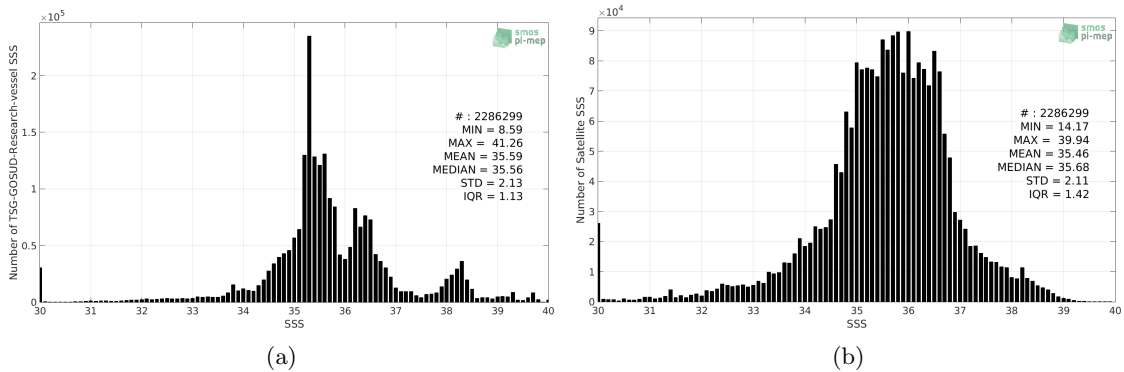 ×10⁵
smos
pi-mep
Number of TSG-GOSUD-Research-vessel SSS
2
1.5
1
0.5
0
# : 2286299
MIN = 8.59
MAX = 41.26
MEAN = 35.59
MEDIAN = 35.56
STD = 2.13
IQR = 1.13
30 31 32 33 34 35 36 37 38 39 40
SSS
(a)
×10⁴
smos
pi-mep
Number of Satellite SSS
9
8
7
6
5
4
3
2
1
0
# : 2286299
MIN = 14.17
MAX = 39.94
MEAN = 35.46
MEDIAN = 35.68
STD = 2.11
IQR = 1.42
30 31 32 33 34 35 36 37 38 39 40
SSS
(b)